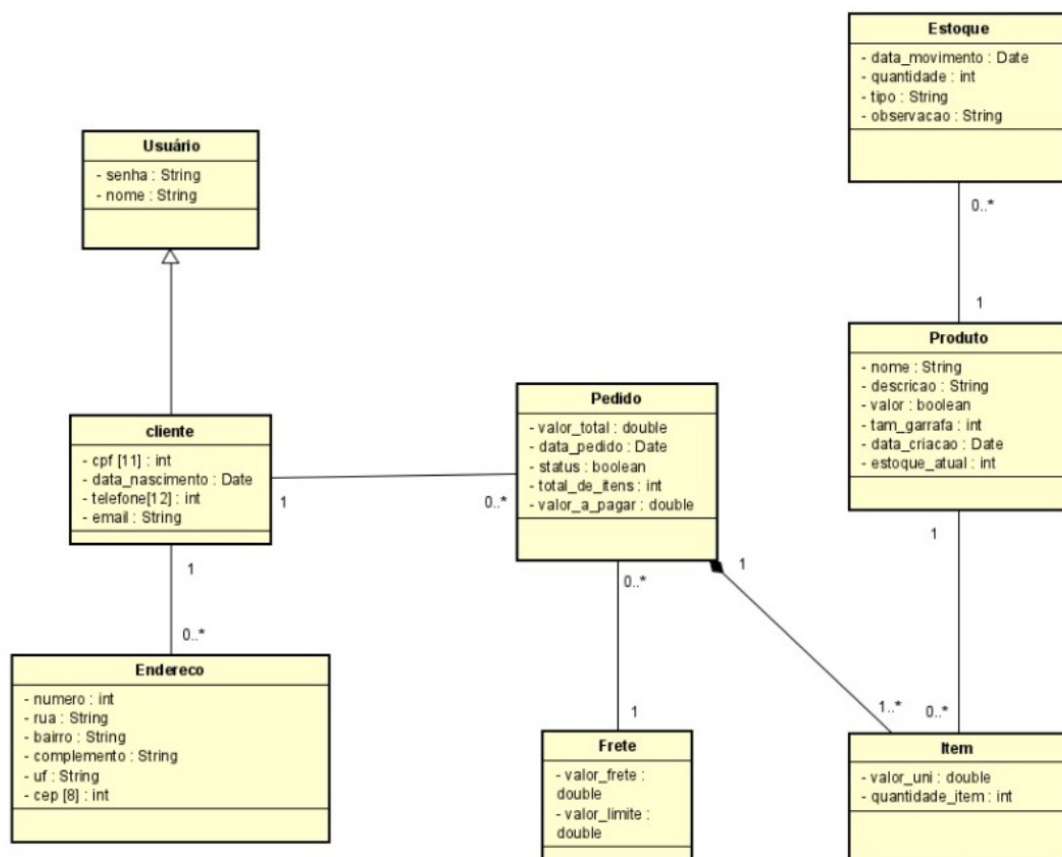 Estoque
- data_movimento : Date
- quantidade : int
- tipo : String
- observacao : String
0..*
1
Usuário
- senha : String
- nome : String
Produto
- nome : String
- descricao : String
- valor : boolean
- tam_garrafa : int
- data_criacao : Date
- estoque_atual : int
1
0..*
cliente
- cpf [11] : int
- data_nascimento : Date
- telefone[12] : int
- email : String
1
0..*
1
0..*
Pedido
- valor_total : double
- data_pedido : Date
- status : boolean
- total_de_itens : int
- valor_a_pagar : double
0..*
1
1
1..*
Endereco
- numero : int
- rua : String
- bairro : String
- complemento : String
- uf : String
- cep [8] : int
Frete
- valor_frete :
double
- valor_limite :
double
Item
- valor_uni : double
- quantidade_item : int